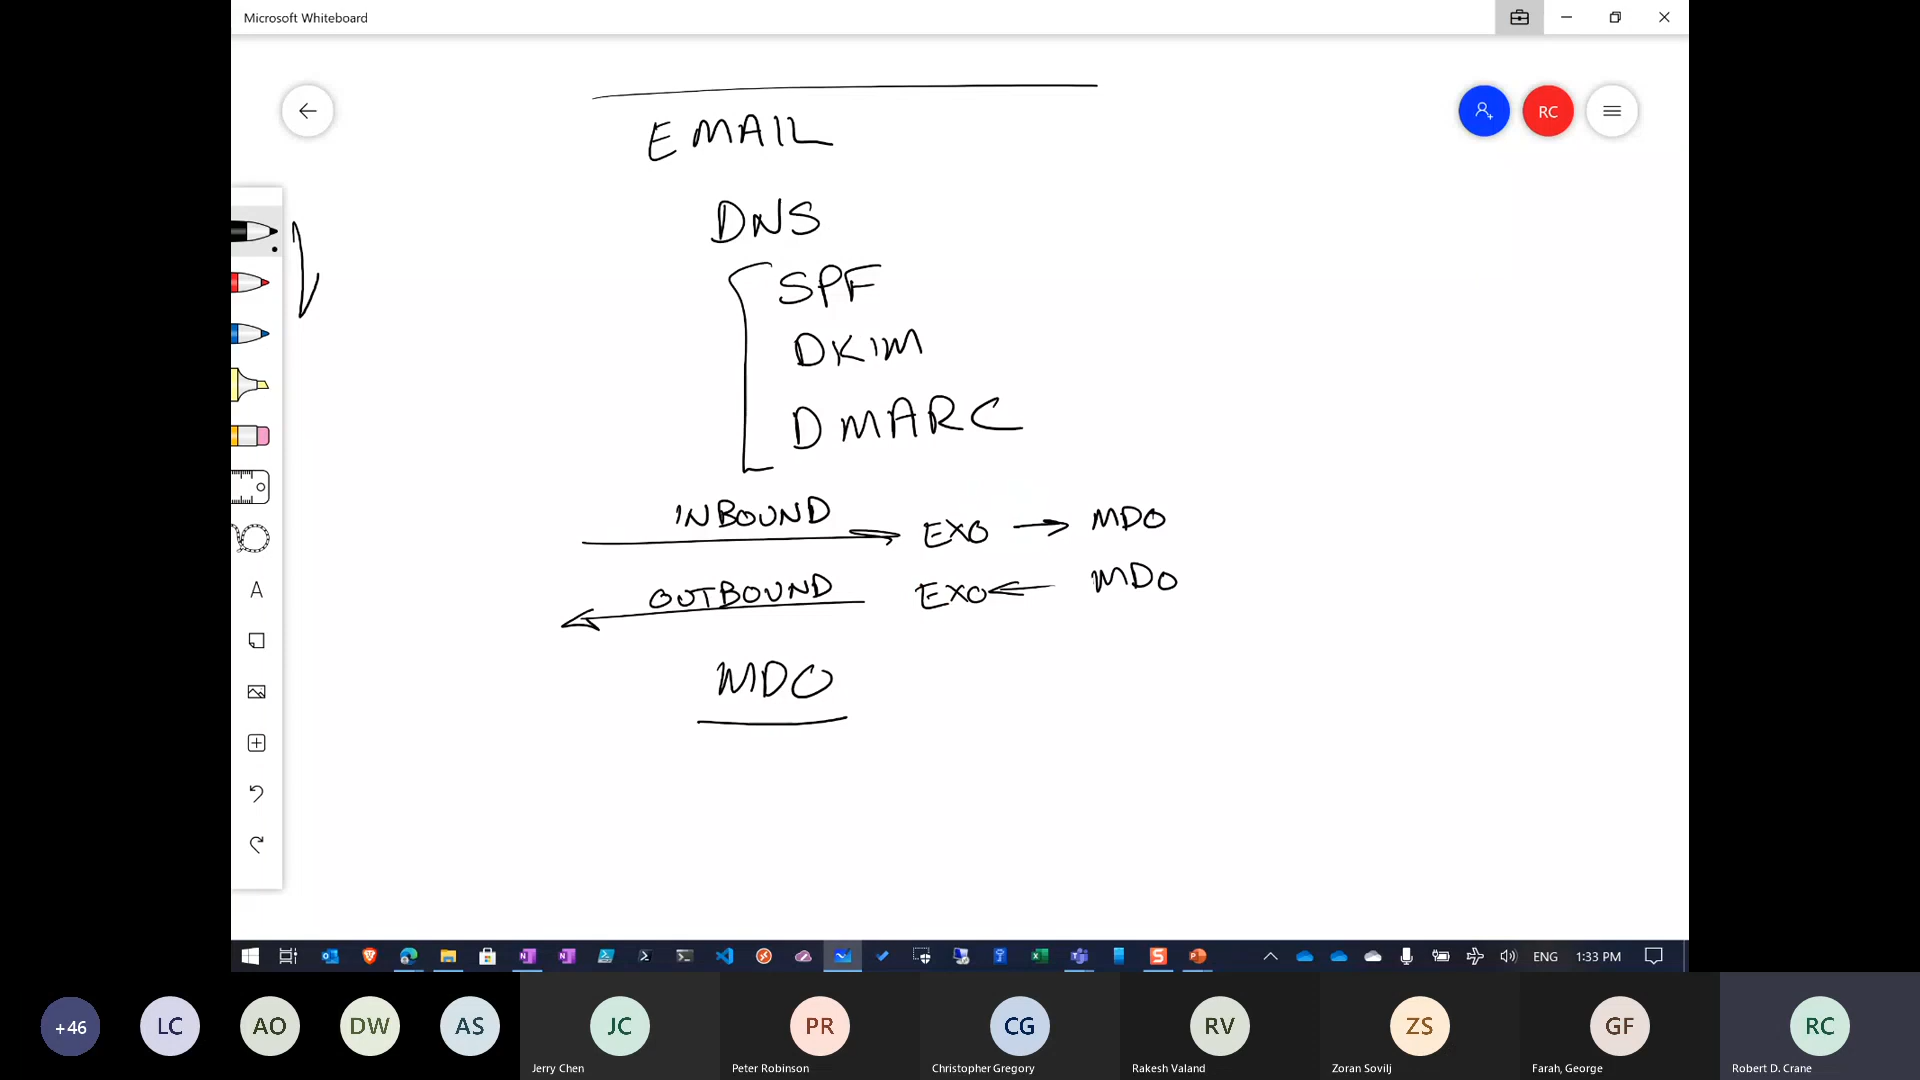 Microsoft Whiteboard
RC
EMAIL
DNS
SPF
DKIM
DMARC
INBOUND EXO → MDO
OUTBOUND EXO ← MDO
MDO
A
ENG 1:33 PM
+46 LC AO DW AS JC PR CG RV ZS GF RC
Jerry Chen Peter Robinson Christopher Gregory Rakesh Valand Zoran Sovilj Farah, George Robert D. Crane